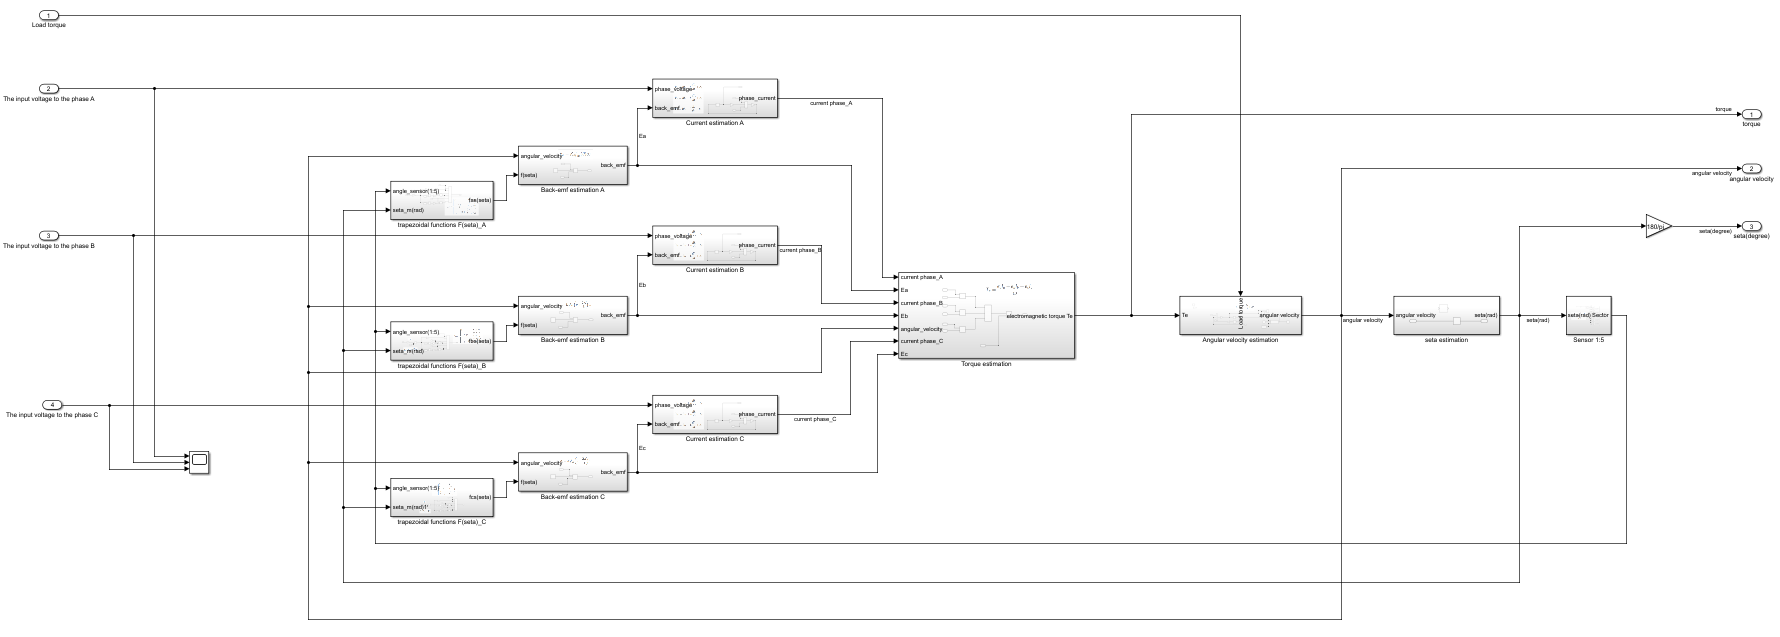 1
Load torque
2
The input voltage to the phase A
phase_voltage
back_emf
phase_current
Current estimation A
current phase_A
torque
1
torque
Ea
angular_velocity
f(seta)
back_emf
Back-emf estimation A
angular velocity
2
angular velocity
angle_sensor(1:5)
seta_m(rad)
fas(seta)
trapezoidal functions F(seta)_A
3
The input voltage to the phase B
phase_voltage
back_emf
phase_current
Current estimation B
current phase_B
180/pi
seta(degree)
3
seta(degree)
Eb
angular_velocity
f(seta)
back_emf
Back-emf estimation B
angle_sensor(1:5)
seta_m(rad)
fbs(seta)
trapezoidal functions F(seta)_B
current phase_A
Ea
current phase_B
Eb
angular_velocity
current phase_C
Ec
electromagnetic torque Te
Torque estimation
Te
Load torque
angular velocity
Angular velocity estimation
angular velocity
angular velocity
seta(rad)
seta estimation
seta(rad)
seta(rad)
Sector
Sensor 1:5
4
The input voltage to the phase C
phase_voltage
back_emf
phase_current
Current estimation C
current phase_C
Ec
angular_velocity
f(seta)
back_emf
Back-emf estimation C
angle_sensor(1:5)
seta_m(rad)
fcs(seta)
trapezoidal functions F(seta)_C